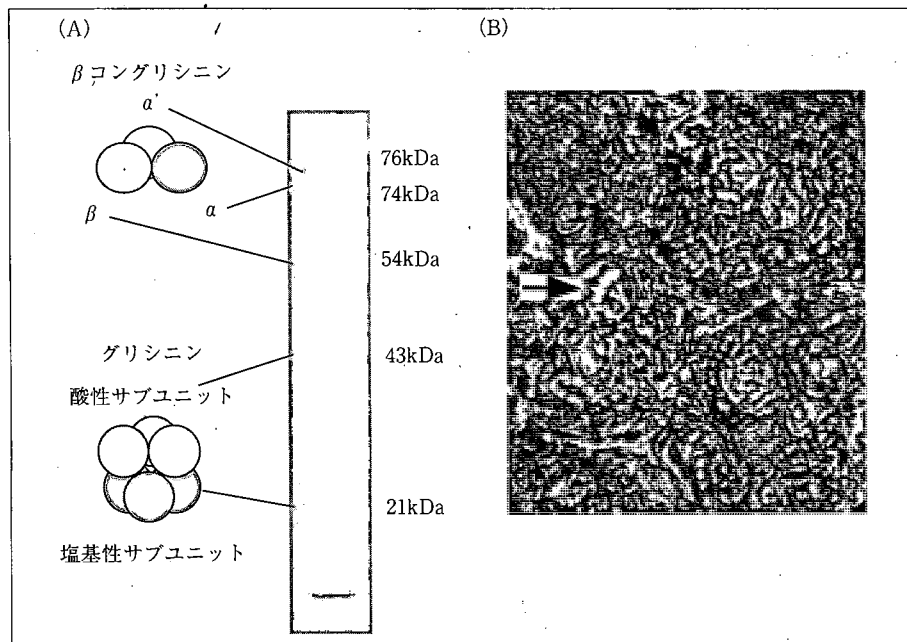 (A)
βコングリシニン
α'
76kDa
74kDa
α
β
54kDa
グリシニン
酸性サブユニット
43kDa
21kDa
塩基性サブユニット
(B)